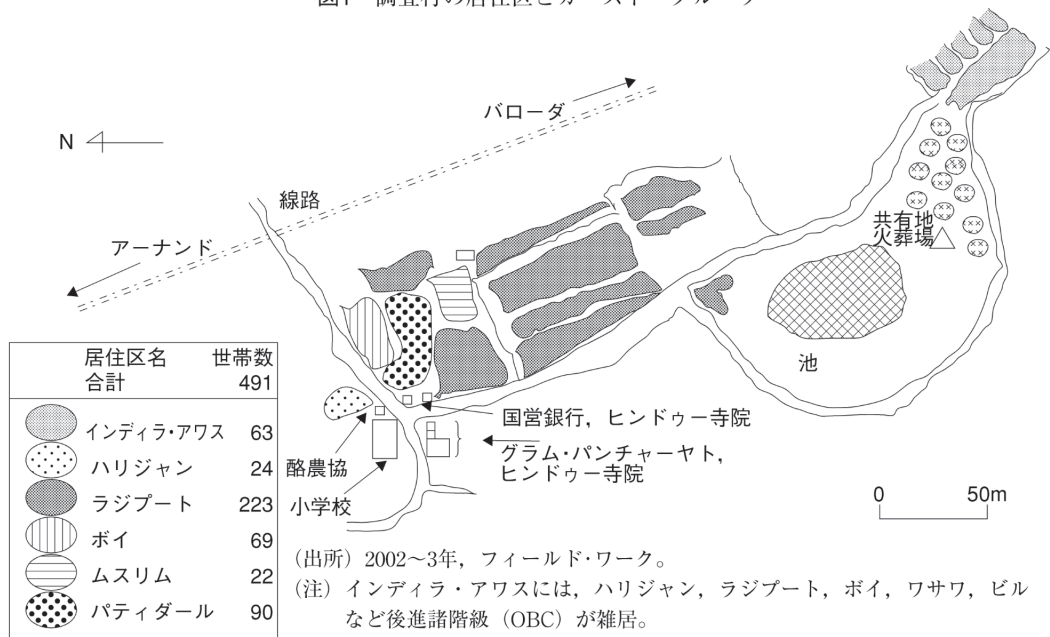 図1 調査村の居住区とカーストグループ
バローダ
N
線路
アーナンド
共有地
火葬場
池
居住区名 世帯数
合計 491
インディラ・アワス 63
ハリジャン 24
ラジプート 223
ボイ 69
ムスリム 22
パティダール 90
国営銀行，ヒンドゥー寺院
グラム・パンチャーヤト，
ヒンドゥー寺院
酪農協
小学校
0 50m
（出所）2002〜3年，フィールド・ワーク。
（注）インディラ・アワスには，ハリジャン，ラジプート，ボイ，ワサワ，ビル
など後進諸階級（OBC）が雑居。